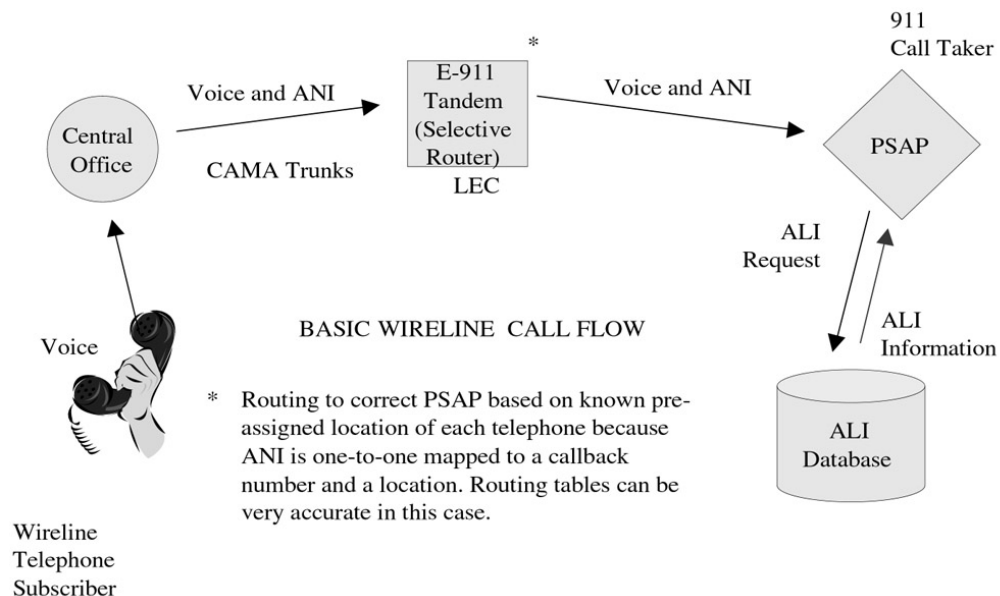 911
Call Taker
*
E-911
Tandem
(Selective
Router)
LEC
Voice and ANI
Voice and ANI
Central
Office
PSAP
CAMA Trunks
ALI
Request
BASIC WIRELINE CALL FLOW
ALI
Information
Voice
* Routing to correct PSAP based on known pre-
assigned location of each telephone because
ANI is one-to-one mapped to a callback
number and a location. Routing tables can be
very accurate in this case.
ALI
Database
Wireline
Telephone
Subscriber